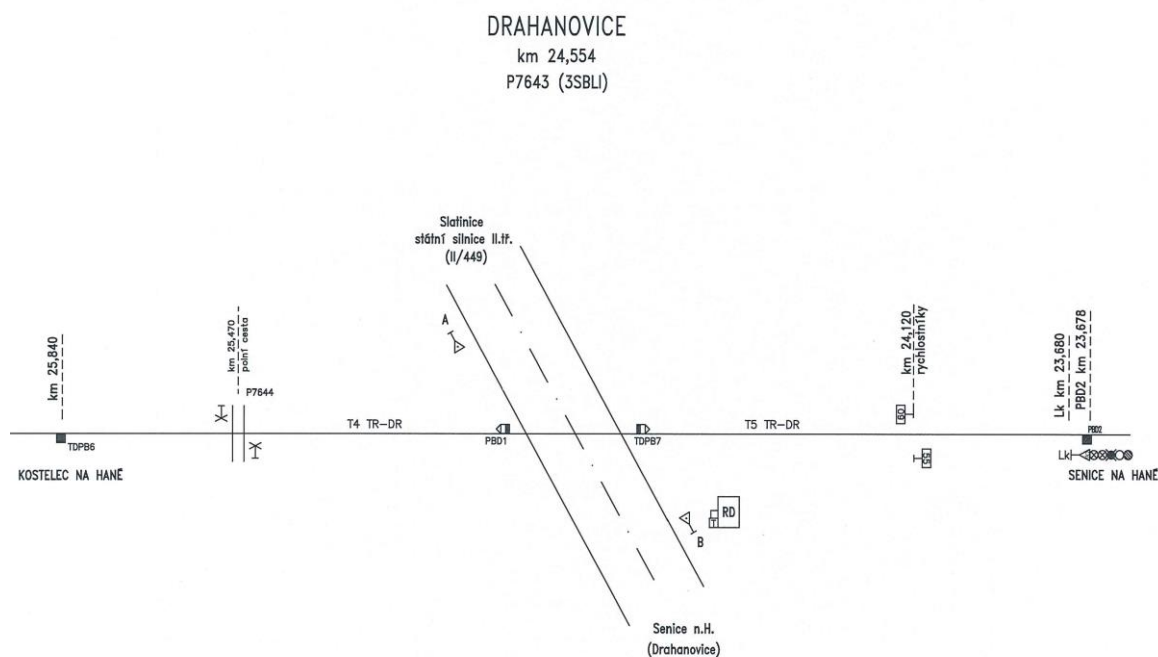 DRAHANOVICE
km 24,554
P7643 (3SBLI)
Slatinice
státní silnice II.tř.
(II/449)
A
km 25,840
km 25,470
polní cesta
P7644
km 24,120
rychlostníky
Lk km 23,680
PBD2 km 23,678
60
T4 TR-DR
T5 TR-DR
PBD2
TDPB6
PBD1
TDPB7
55
Lk
KOSTELEC NA HANÉ
SENICE NA HANÉ
RD
T
B
Senice n.H.
(Drahanovice)